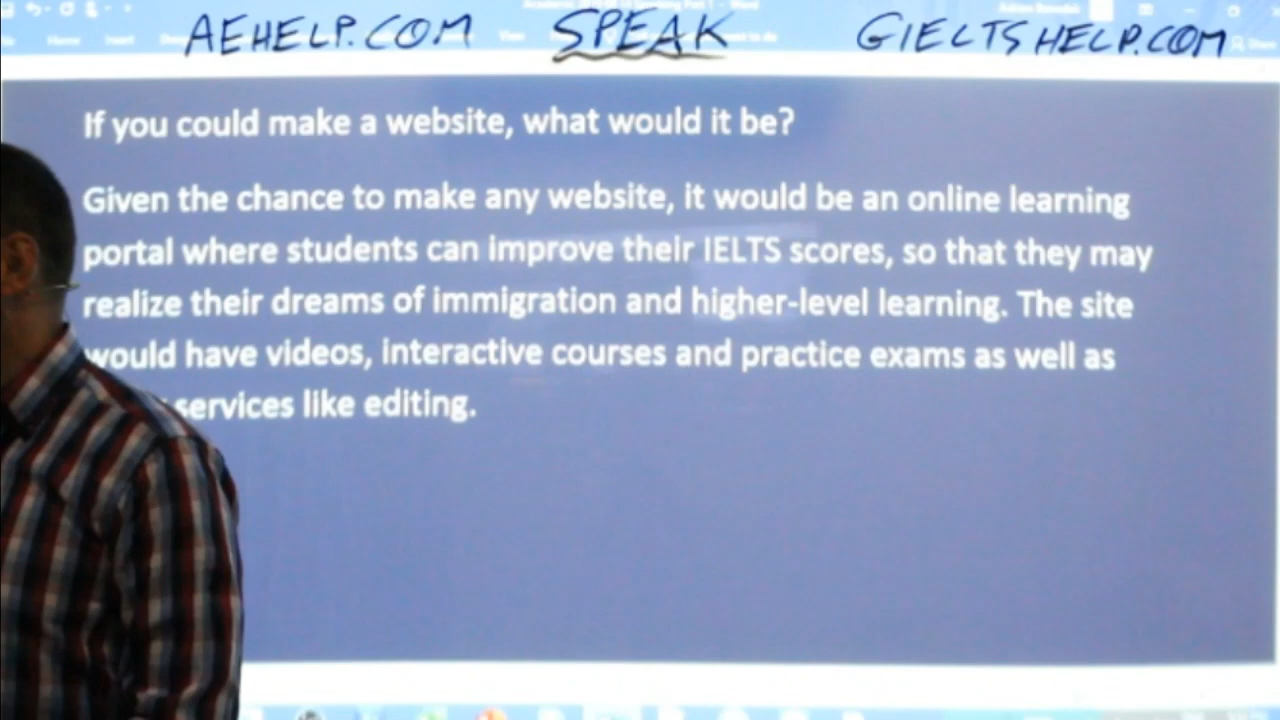 AEHELP.COM SPEAK GIELTSHELP.COM
If you could make a website, what would it be?
Given the chance to make any website, it would be an online learning
portal where students can improve their IELTS scores, so that they may
realize their dreams of immigration and higher-level learning. The site
would have videos, interactive courses and practice exams as well as
services like editing.